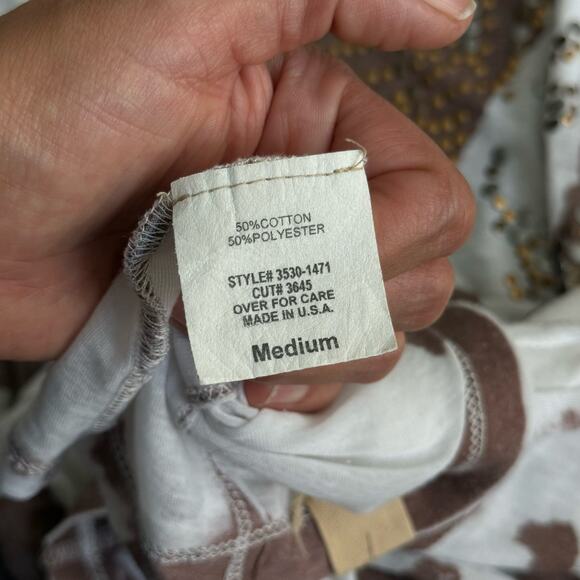 50%COTTON
50%POLYESTER
STYLE# 3530-1471
CUT# 3645
OVER FOR CARE
MADE IN U.S.A.
Medium